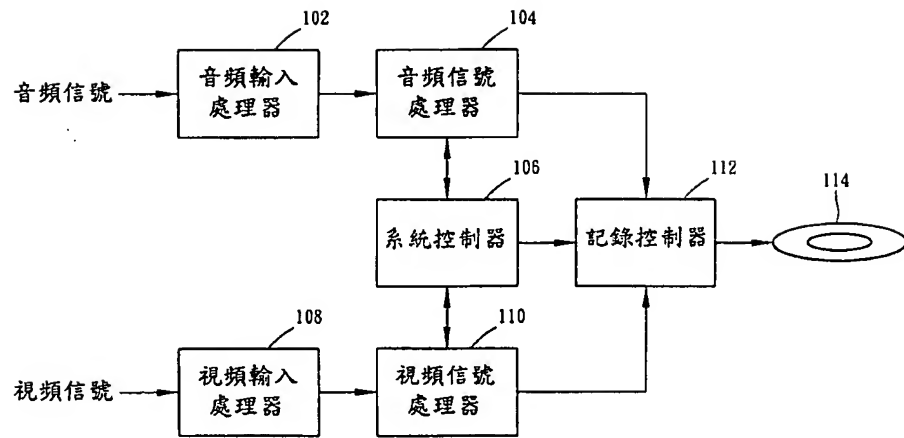 102
104
音頻信號
音頻輸入
處理器
音頻信號
處理器
106
112
114
系統控制器
記錄控制器
108
110
視頻信號
視頻輸入
處理器
視頻信號
處理器